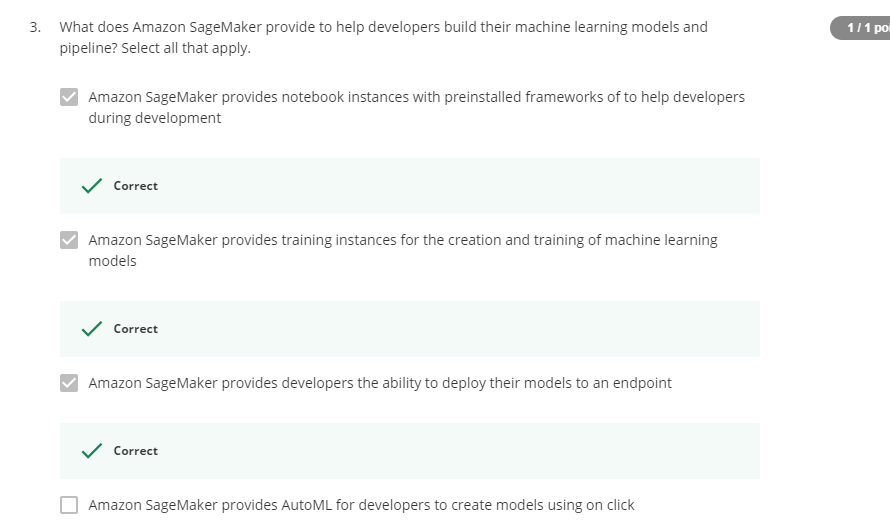 3. What does Amazon SageMaker provide to help developers build their machine learning models and
1 / 1 poi
pipeline? Select all that apply.
Amazon SageMaker provides notebook instances with preinstalled frameworks of to help developers
during development
Correct
Amazon SageMaker provides training instances for the creation and training of machine learning
models
Correct
Amazon SageMaker provides developers the ability to deploy their models to an endpoint
Correct
Amazon SageMaker provides AutoML for developers to create models using on click